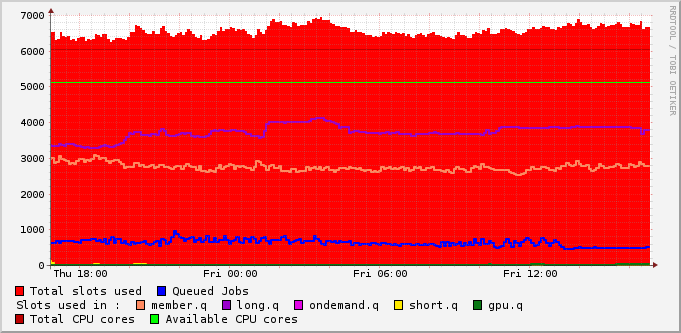 7000
6000
5000
4000
3000
2000
1000
0
Thu 18:00 Fri 00:00 Fri 06:00 Fri 12:00
RRDTOOL / TOBI OETIKER
Total slots used Queued Jobs
Slots used in : member.q long.q ondemand.q short.q gpu.q
Total CPU cores Available CPU cores